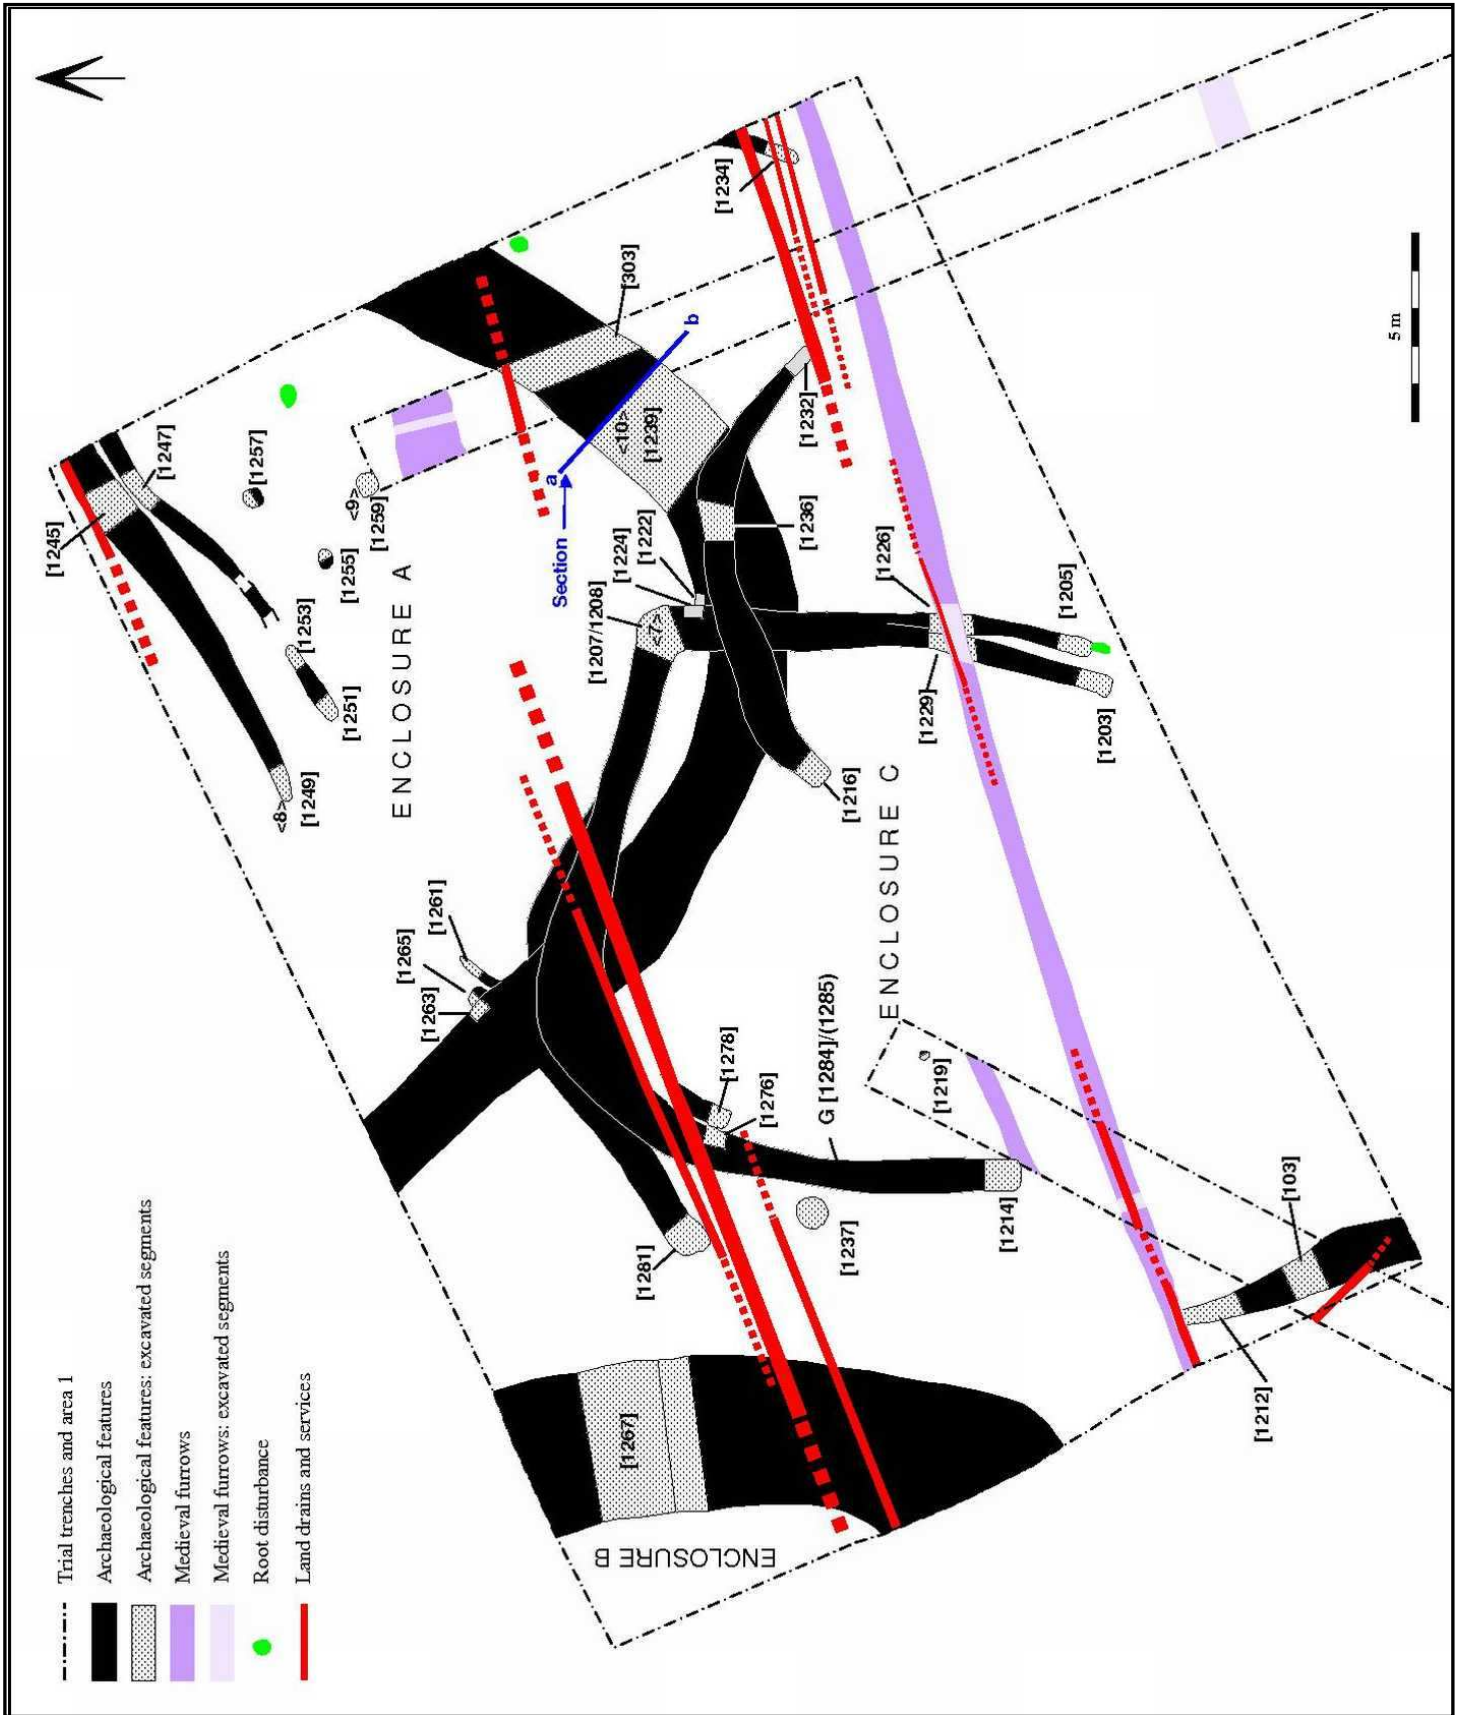 Trial trenches and area 1
Archaeological features
Archaeological features: excavated segments
Medieval furrows
Medieval furrows: excavated segments
Root disturbance
Land drains and services
ENCLOSURE B
[1267]
[1281]
[1237]
[1214]
[1212]
[103]
[1276]
[1278]
G [1284]/(1285)
[1219]
[1263]
[1265]
[1261]
ENCLOSURE C
ENCLOSURE A
<8>
[1249]
[1251]
[1253]
[1245]
[1247]
[1255]
[1257]
<9>
[1259]
[1207/1208]
<7>
[1224]
[1222]
Section
a
b
<10>
[1239]
[303]
[1236]
[1216]
[1229]
[1226]
[1203]
[1205]
[1232]
[1234]
5 m